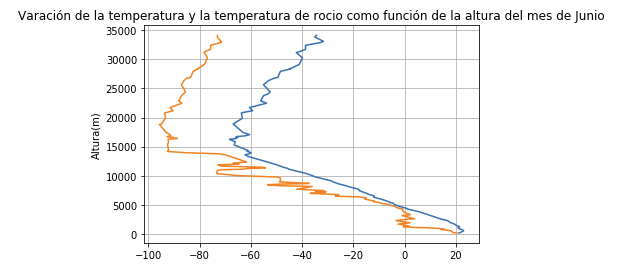 Varación de la temperatura y la temperatura de rocio como función de la altura del mes de Junio
35000
30000
25000
20000
15000
10000
5000
0
Altura(m)
−100 −80 −60 −40 −20 0 20